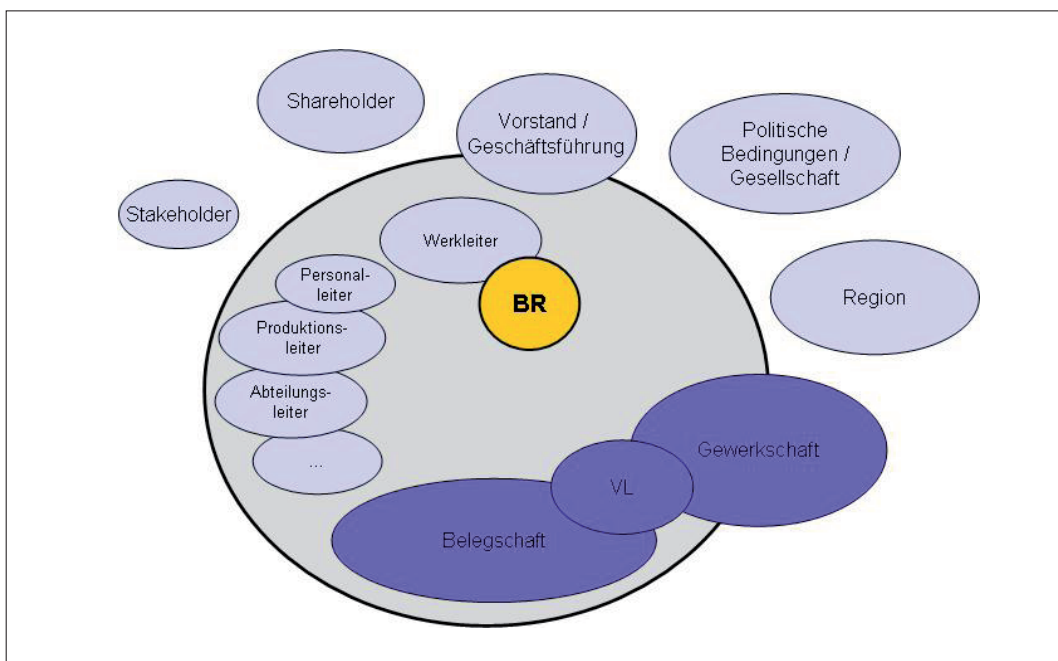 Shareholder
Vorstand /
Geschäftsführung
Politische
Bedingungen /
Gesellschaft
Stakeholder
Werkleiter
Personal-
leiter
BR
Region
Produktions-
leiter
Abteilungs-
leiter
...
Gewerkschaft
VL
Belegschaft